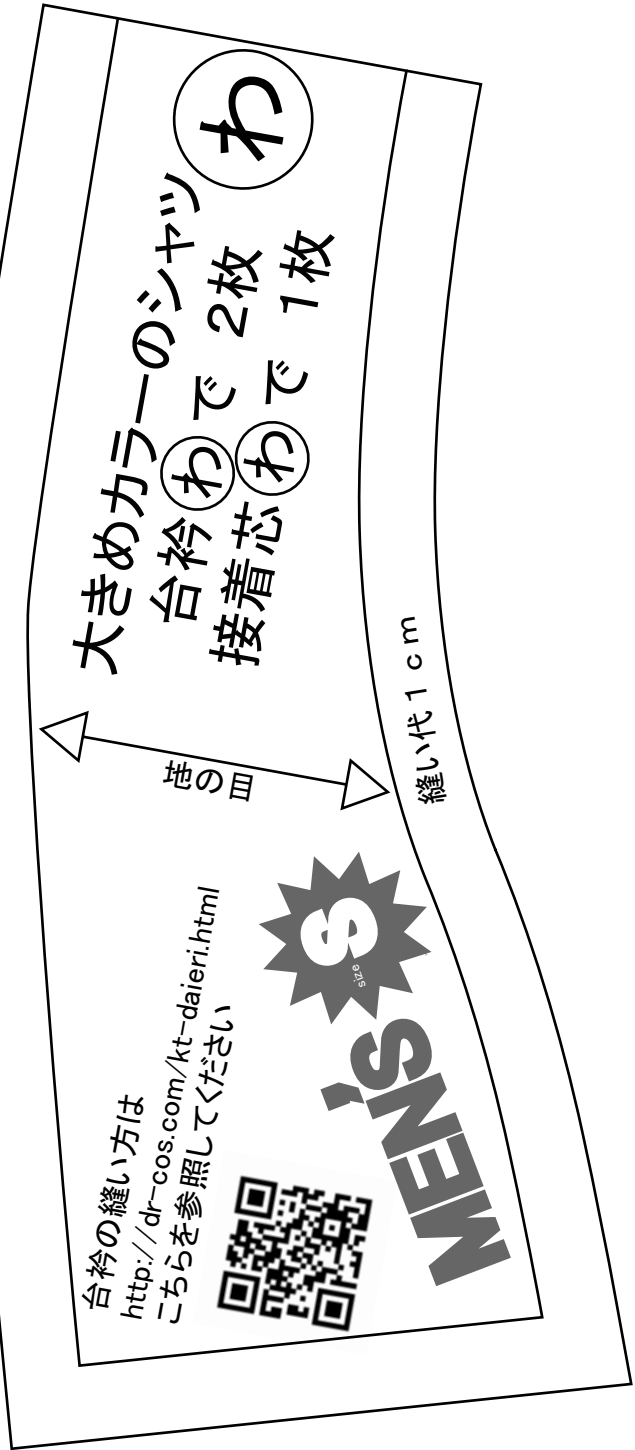 わ
大きめカラーのシャツ
台衿わで 2枚
接着芯わで 1枚
地の目
縫い代1cm
size
S
MEN'S
台衿の縫い方は
http://dr-cos.com/kt-daieri.html
こちらを参照してください